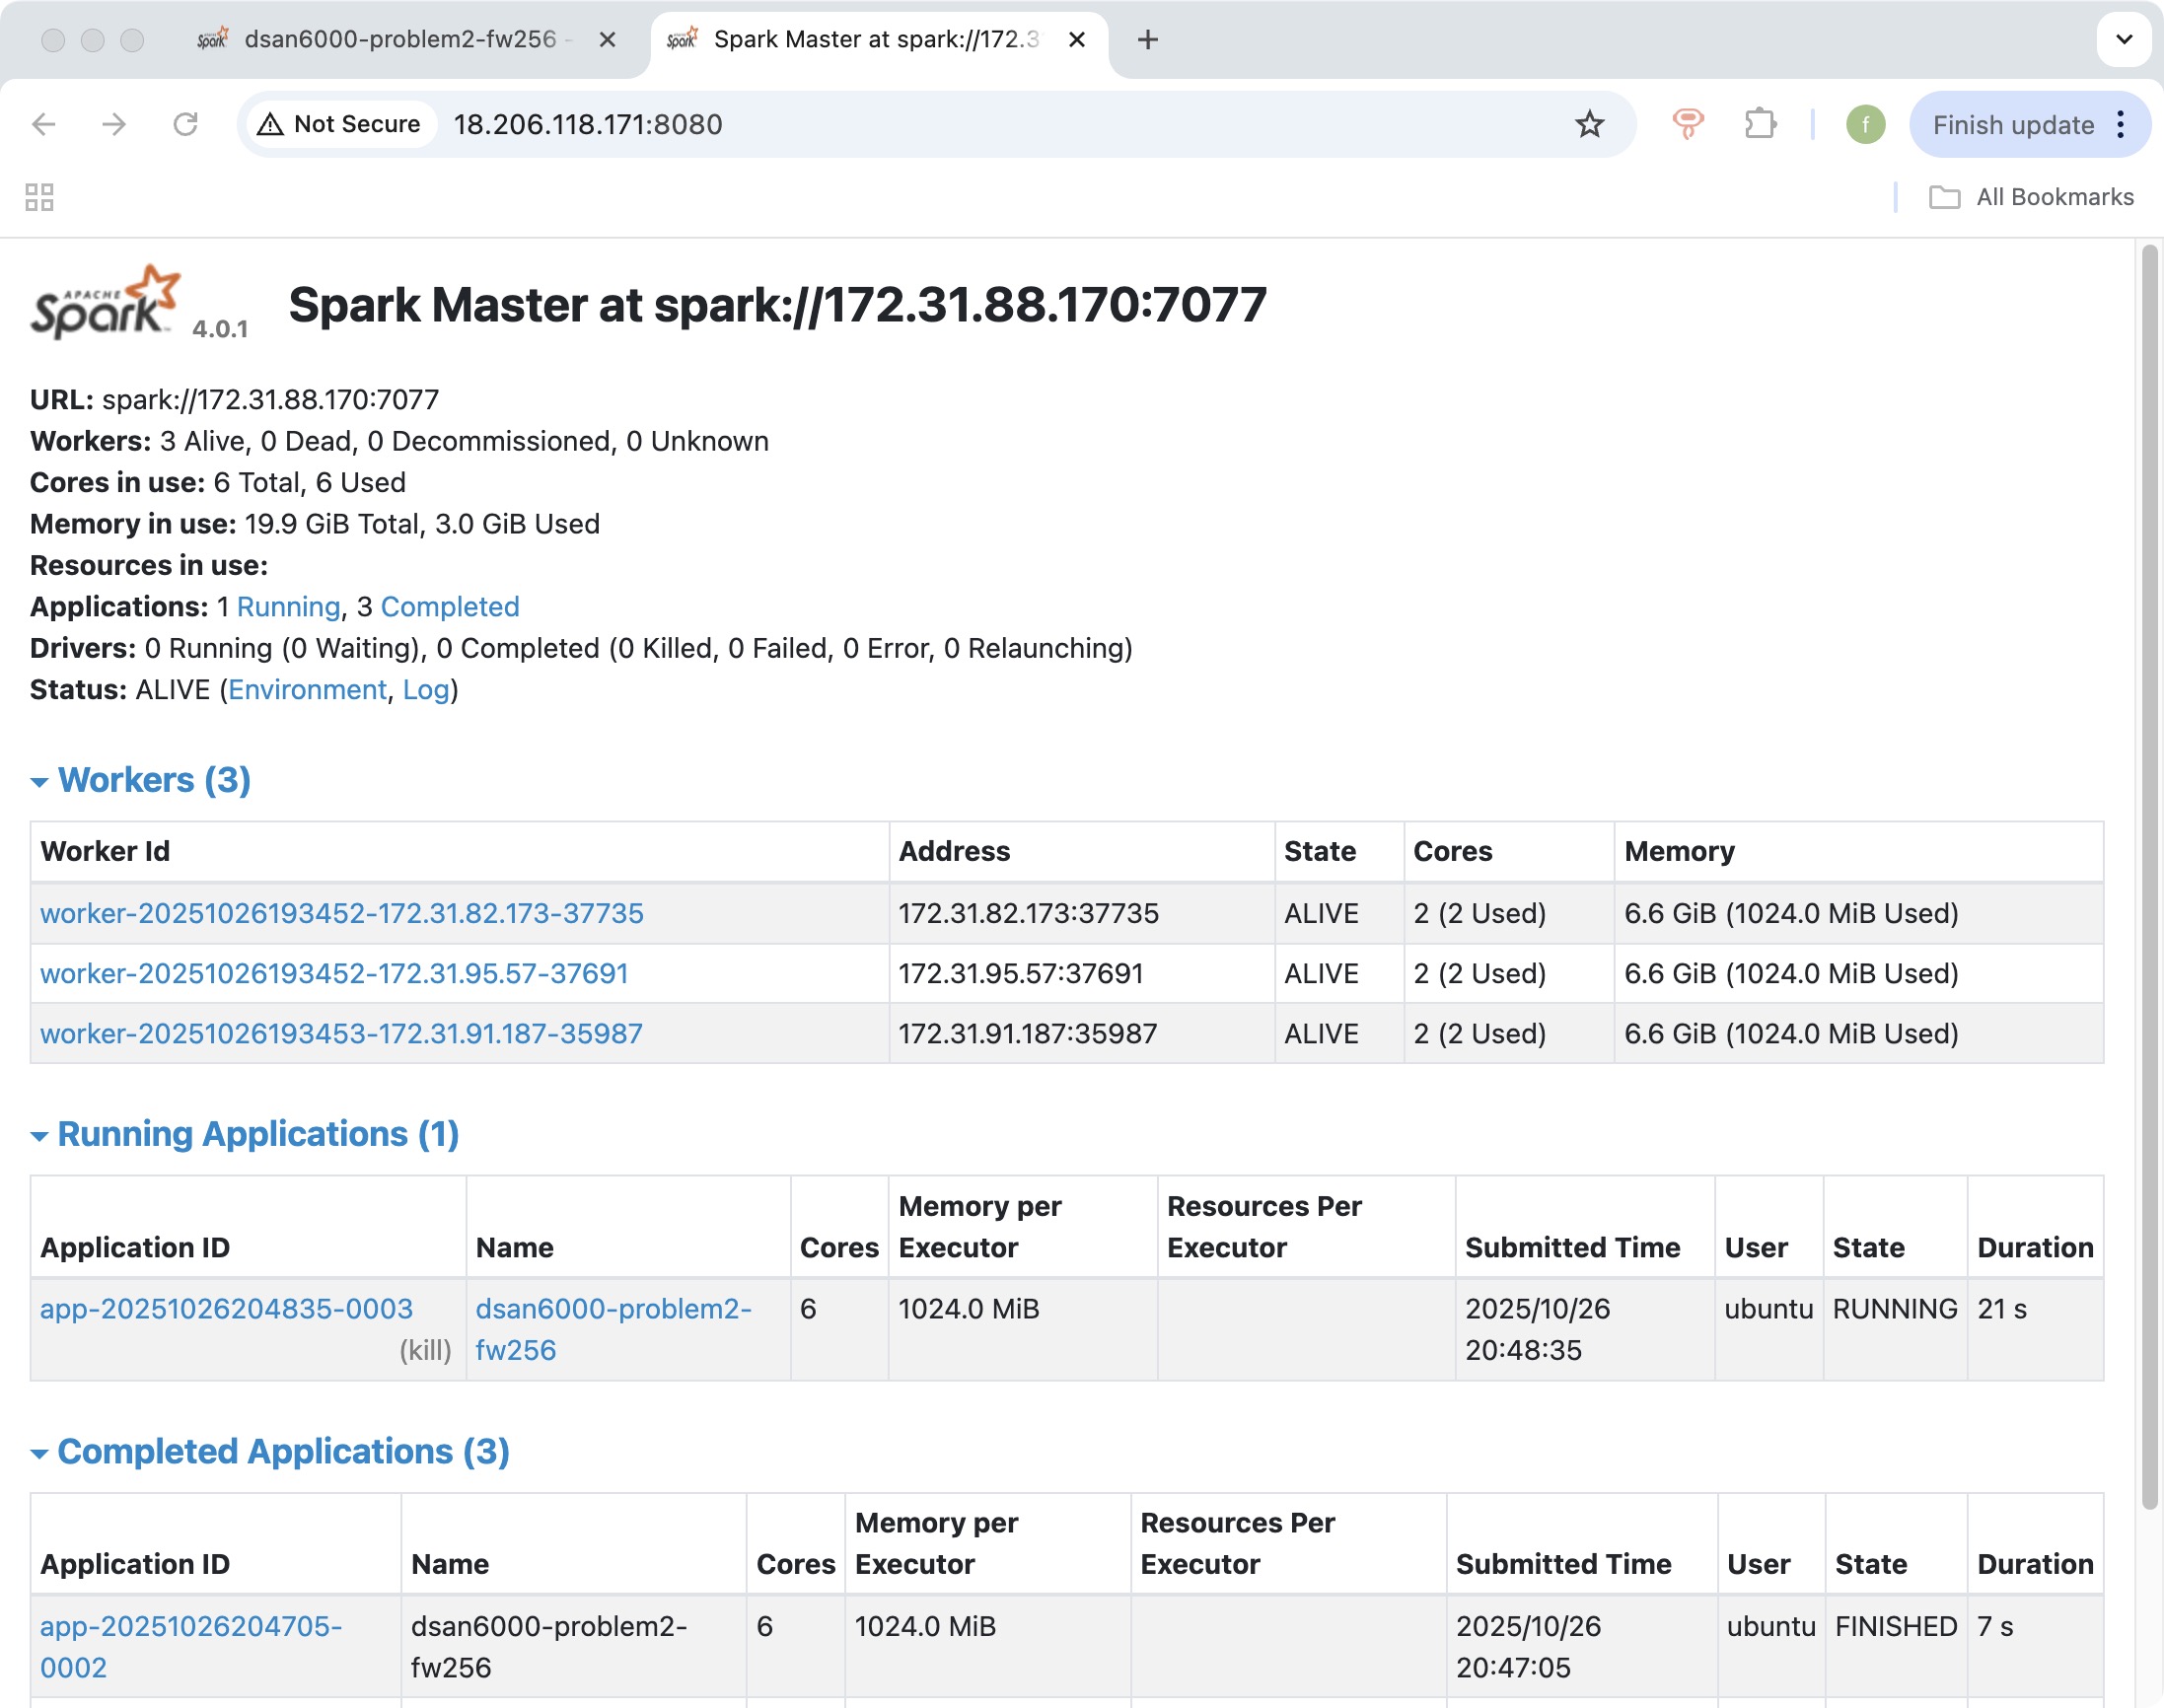 dsan6000-problem2-fw256 -
Spark Master at spark://172.3
Not Secure 18.206.118.171:8080
f
Finish update
All Bookmarks
APACHE Spark 4.0.1
Spark Master at spark://172.31.88.170:7077
URL: spark://172.31.88.170:7077
Workers: 3 Alive, 0 Dead, 0 Decommissioned, 0 Unknown
Cores in use: 6 Total, 6 Used
Memory in use: 19.9 GiB Total, 3.0 GiB Used
Resources in use:
Applications: 1 Running, 3 Completed
Drivers: 0 Running (0 Waiting), 0 Completed (0 Killed, 0 Failed, 0 Error, 0 Relaunching)
Status: ALIVE (Environment, Log)
Workers (3)
Worker Id Address State Cores Memory
worker-20251026193452-172.31.82.173-37735 172.31.82.173:37735 ALIVE 2 (2 Used) 6.6 GiB (1024.0 MiB Used)
worker-20251026193452-172.31.95.57-37691 172.31.95.57:37691 ALIVE 2 (2 Used) 6.6 GiB (1024.0 MiB Used)
worker-20251026193453-172.31.91.187-35987 172.31.91.187:35987 ALIVE 2 (2 Used) 6.6 GiB (1024.0 MiB Used)
Running Applications (1)
Memory per Resources Per
Application ID Name Cores Executor Executor Submitted Time User State Duration
app-20251026204835-0003 dsan6000-problem2- 6 1024.0 MiB 2025/10/26 ubuntu RUNNING 21 s
(kill) fw256 20:48:35
Completed Applications (3)
Memory per Resources Per
Application ID Name Cores Executor Executor Submitted Time User State Duration
app-20251026204705- dsan6000-problem2- 6 1024.0 MiB 2025/10/26 ubuntu FINISHED 7 s
0002 fw256 20:47:05